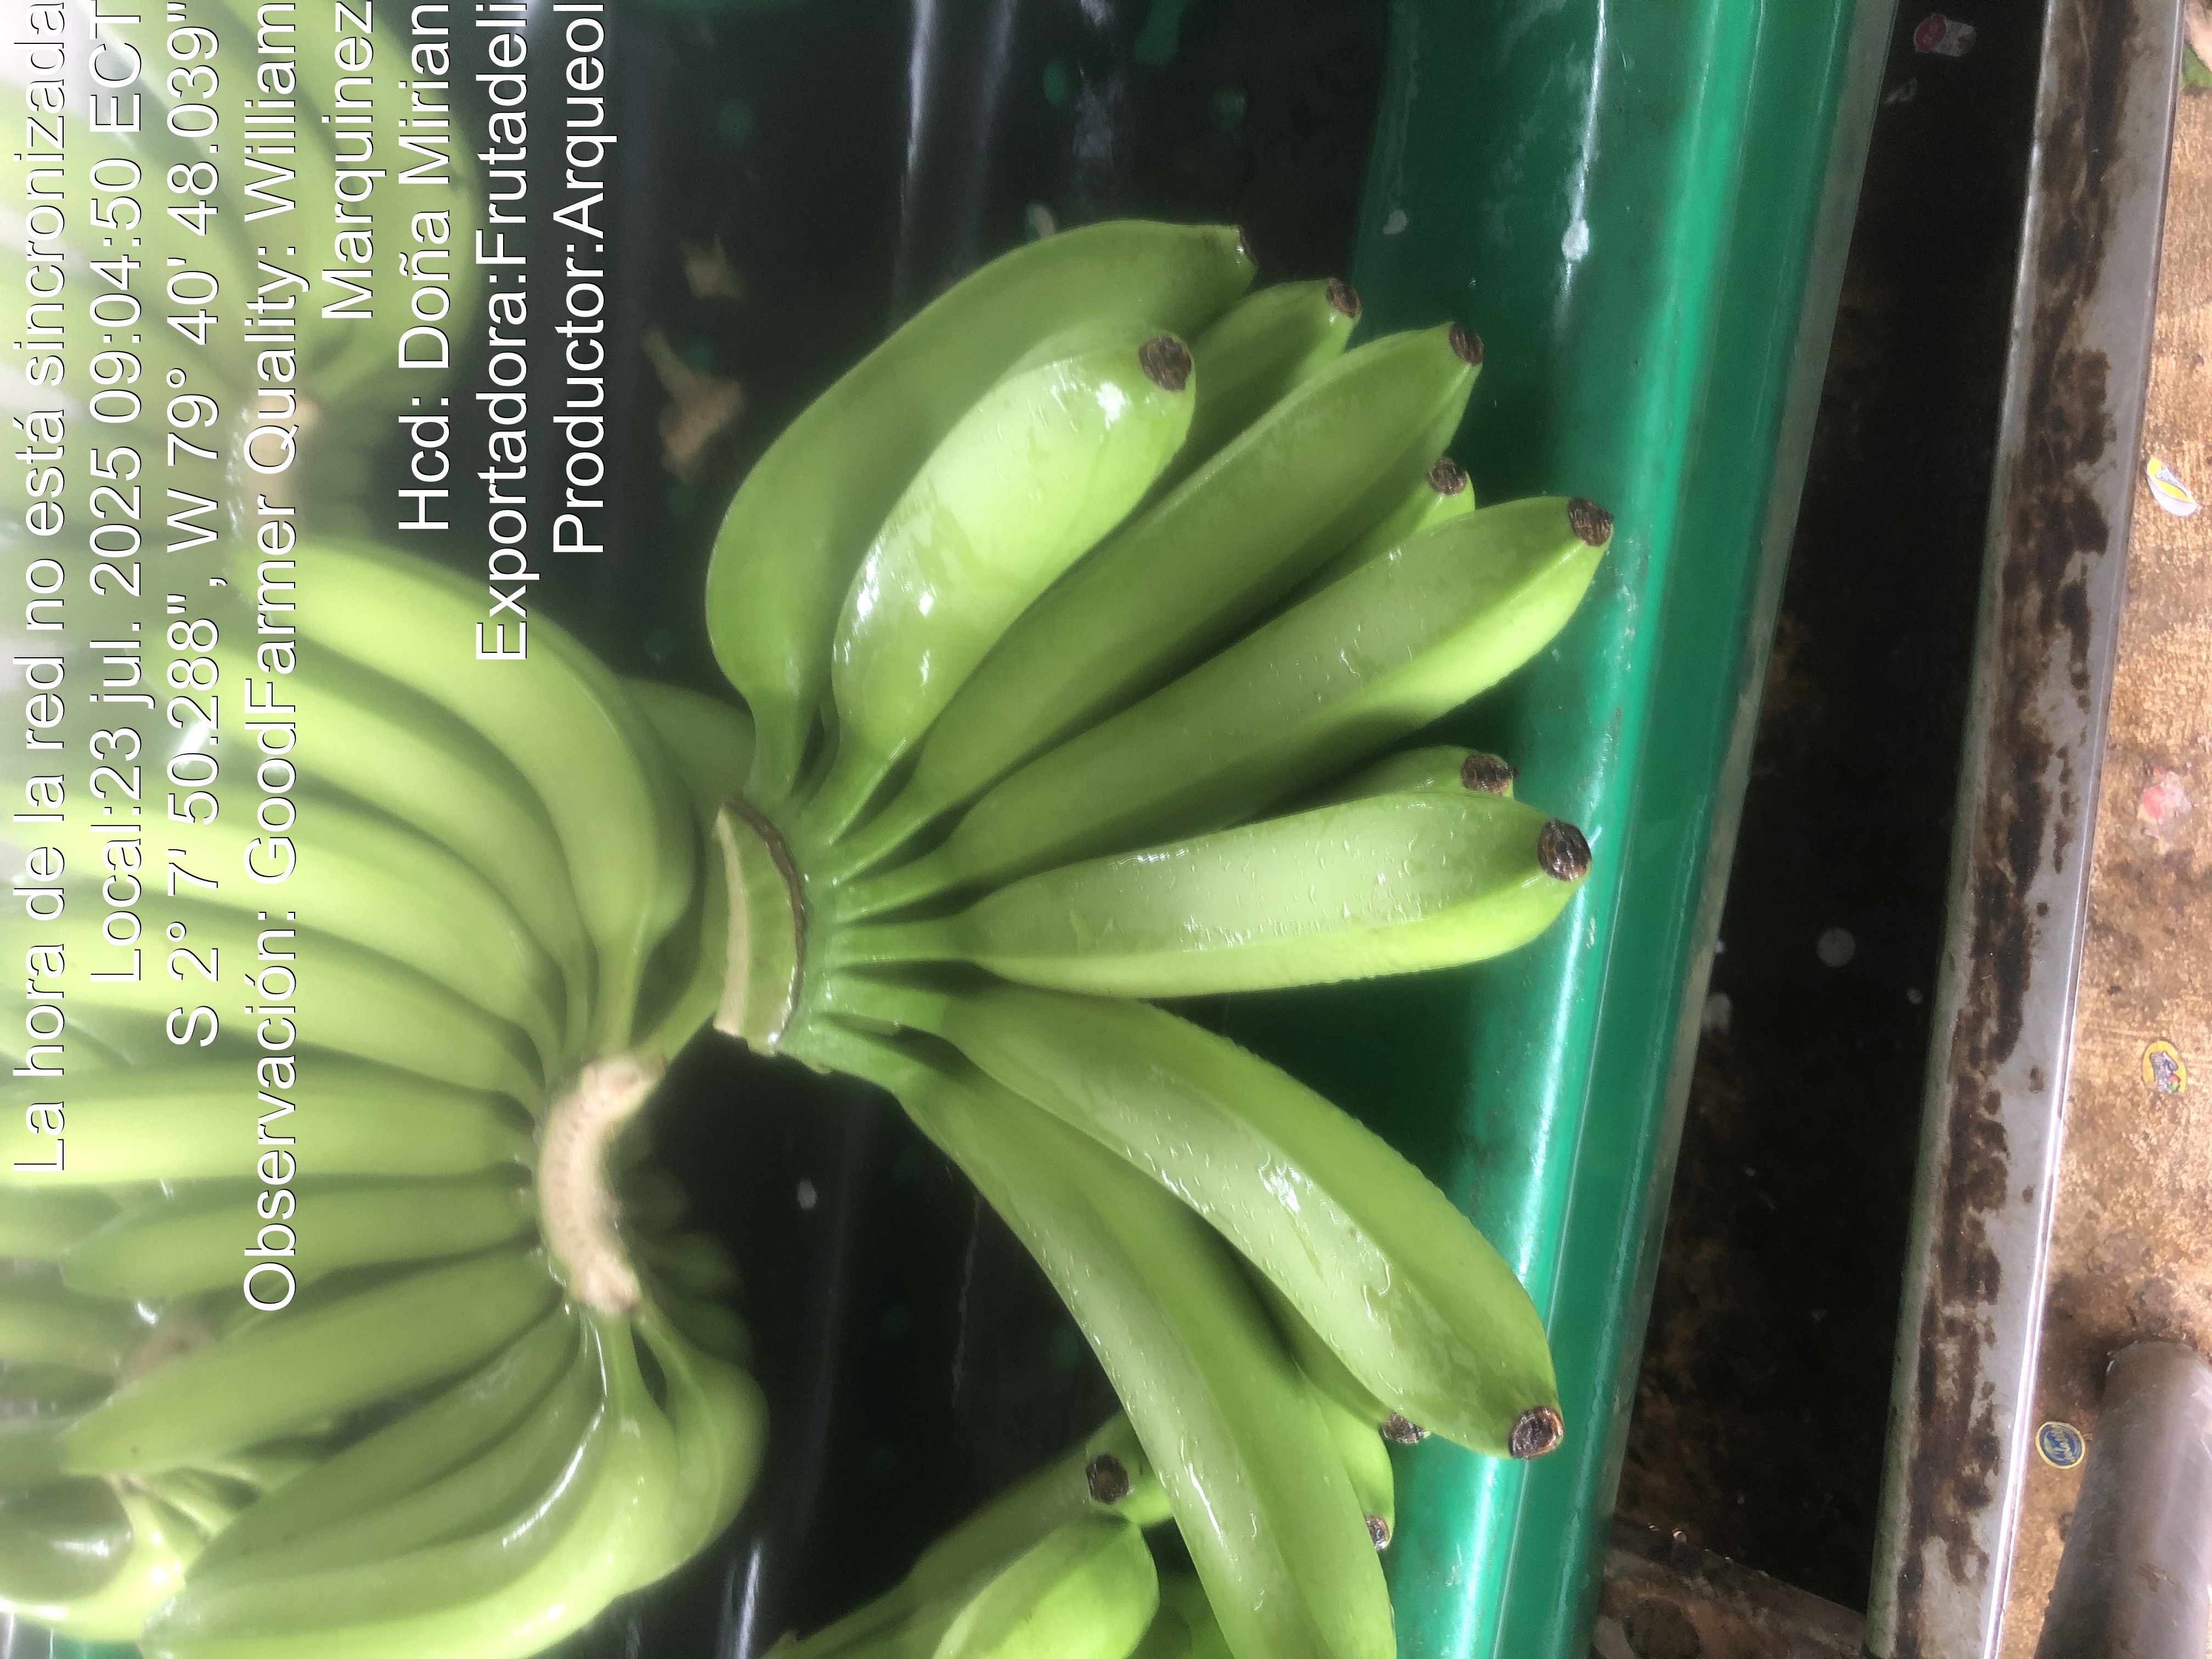 La hora de la red no está sincronizada
Local:23 jul. 2025 09:04:50 ECT
S 2° 7' 50.288", W 79° 40' 48.039"
Observación: GoodFarmer Quality: William
Marquinez
Hcd: Doña Mirian
Exportadora:Frutadeli
Productor:Arqueol